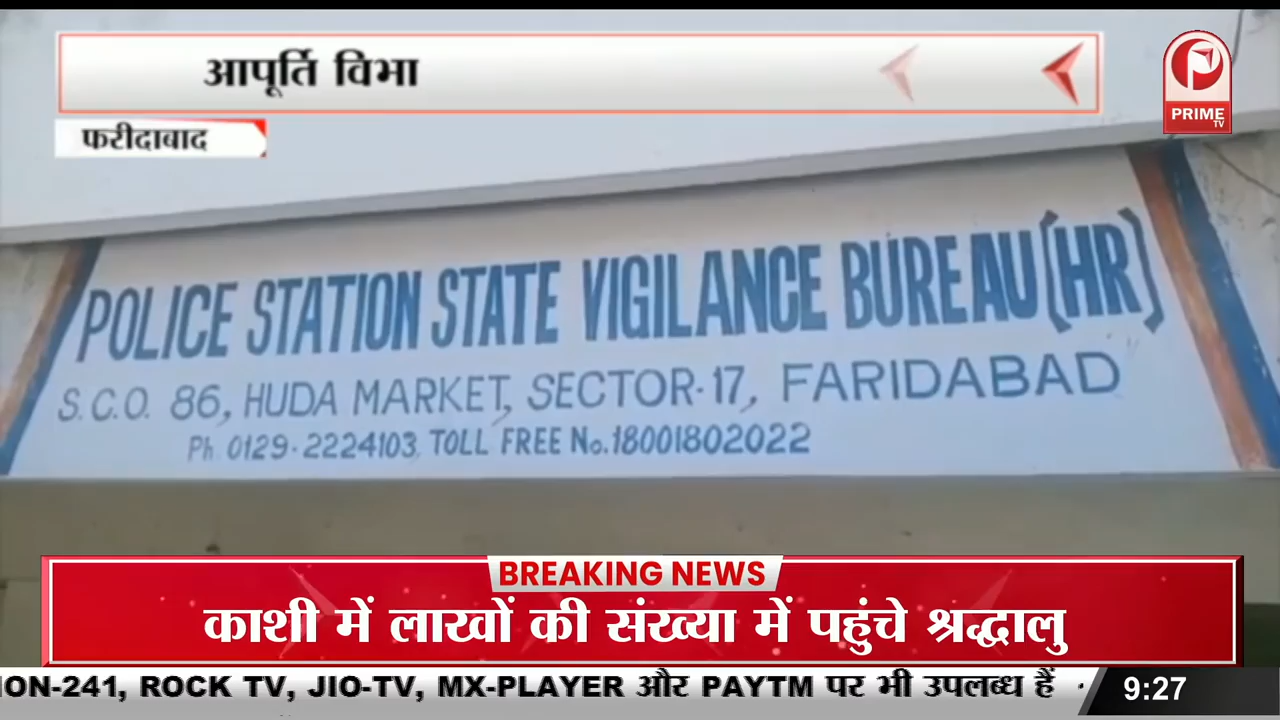 आपूर्ति विभा
PRIME
TV
फरीदाबाद
POLICE STATION STATE VIGILANCE BUREAU (HR)
S.C.O. 86, HUDA MARKET, SECTOR-17, FARIDABAD
Ph. 0129-2224103, TOLL FREE No.18001802022
BREAKING NEWS
काशी में लाखों की संख्या में पहुंचे श्रद्धालु
ION-241, ROCK TV, JIO-TV, MX-PLAYER और PAYTM पर भी उपलब्ध हैं
9:27